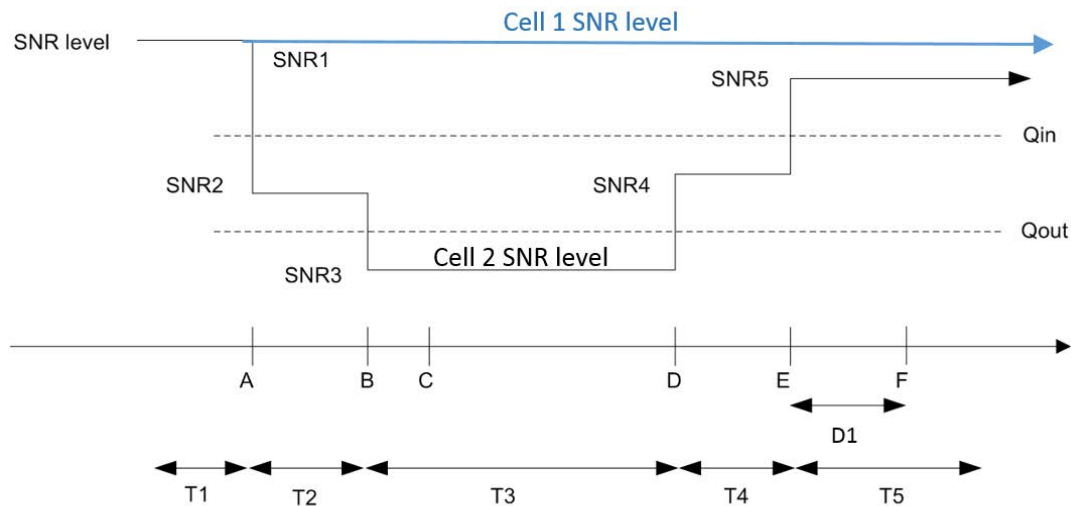 Cell 1 SNR level
SNR level
SNR1
SNR5
Qin
SNR2
SNR4
Qout
Cell 2 SNR level
SNR3
A B C D E F
D1
T1 T2 T3 T4 T5